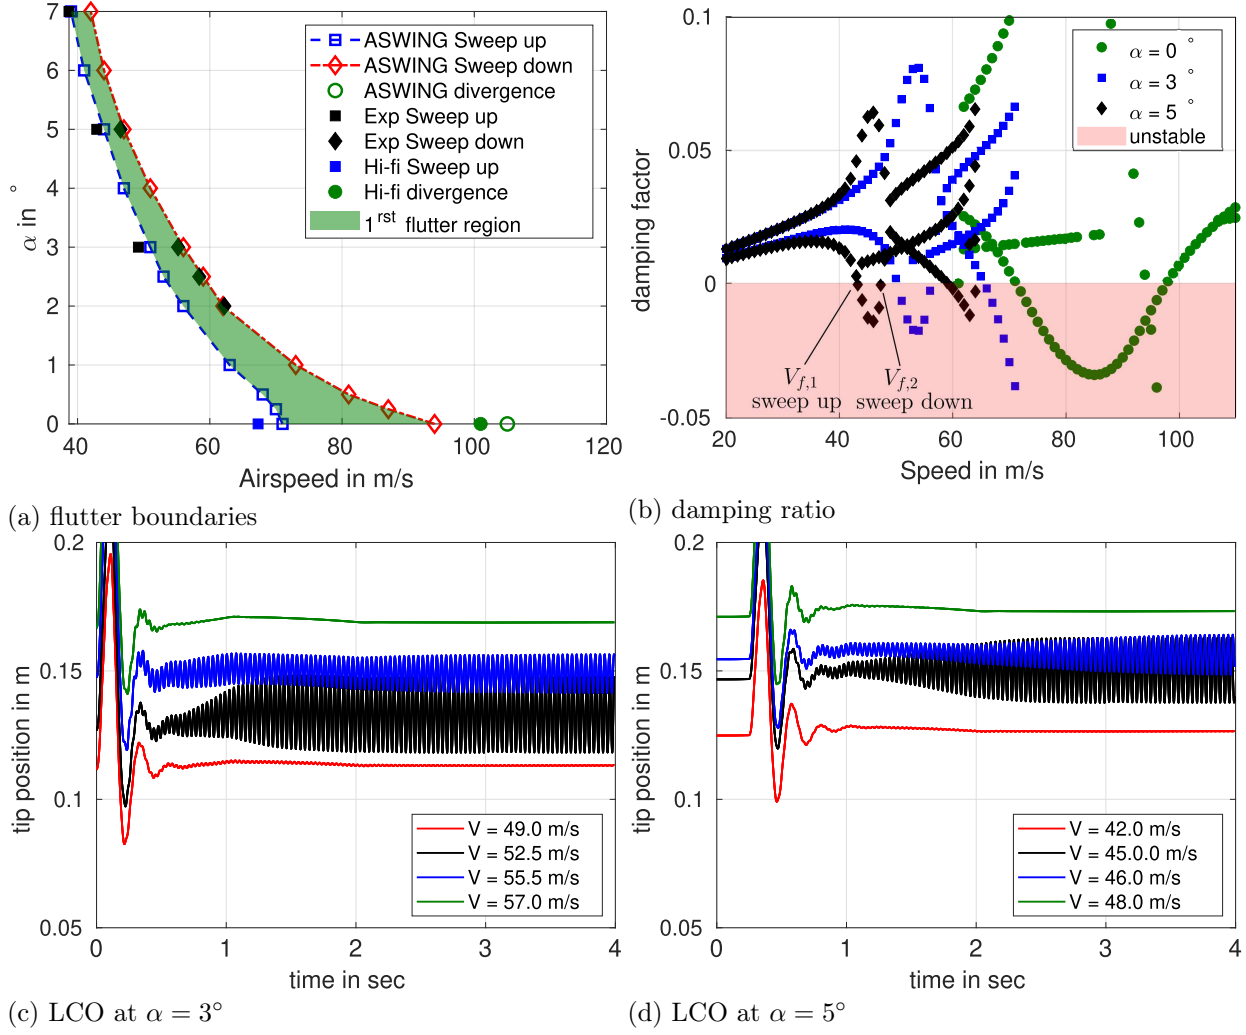 7
6
5
4
3
2
1
0
α in °
40
60
80
100
120
Airspeed in m/s
ASWING Sweep up
ASWING Sweep down
ASWING divergence
Exp Sweep up
Exp Sweep down
Hi-fi Sweep up
Hi-fi divergence
1rst flutter region
(a) flutter boundaries
0.1
0.05
0
-0.05
damping factor
20
40
60
80
100
Speed in m/s
α = 0 °
α = 3 °
α = 5 °
unstable
Vf,1
sweep up
Vf,2
sweep down
(b) damping ratio
0.2
0.15
0.1
0.05
tip position in m
0
1
2
3
4
time in sec
V = 49.0 m/s
V = 52.5 m/s
V = 55.5 m/s
V = 57.0 m/s
(c) LCO at α = 3°
0.2
0.15
0.1
0.05
tip position in m
0
1
2
3
4
time in sec
V = 42.0 m/s
V = 45.0.0 m/s
V = 46.0 m/s
V = 48.0 m/s
(d) LCO at α = 5°